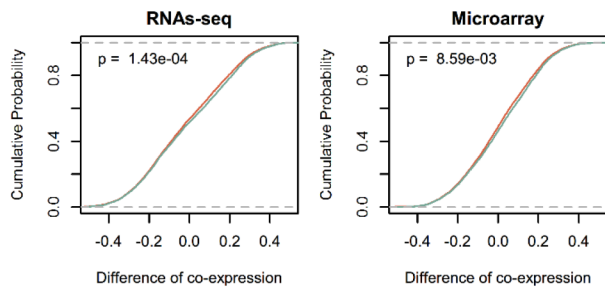 RNAs-seq
p = 1.43e-04
Cumulative Probability
0.0 0.4 0.8
-0.4 -0.2 0.0 0.2 0.4
Difference of co-expression
Microarray
p = 8.59e-03
Cumulative Probability
0.0 0.4 0.8
-0.4 -0.2 0.0 0.2 0.4
Difference of co-expression